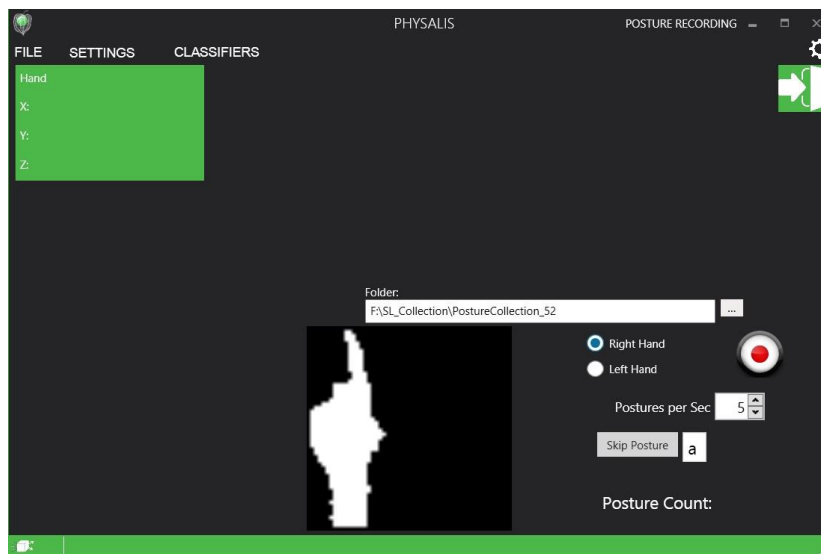 PHYSALIS
POSTURE RECORDING
FILE
SETTINGS
CLASSIFIERS
Hand
X:
Y:
Z:
Folder:
F:\SL_Collection\PostureCollection_52
...
Right Hand
Left Hand
Postures per Sec 5
Skip Posture a
Posture Count: